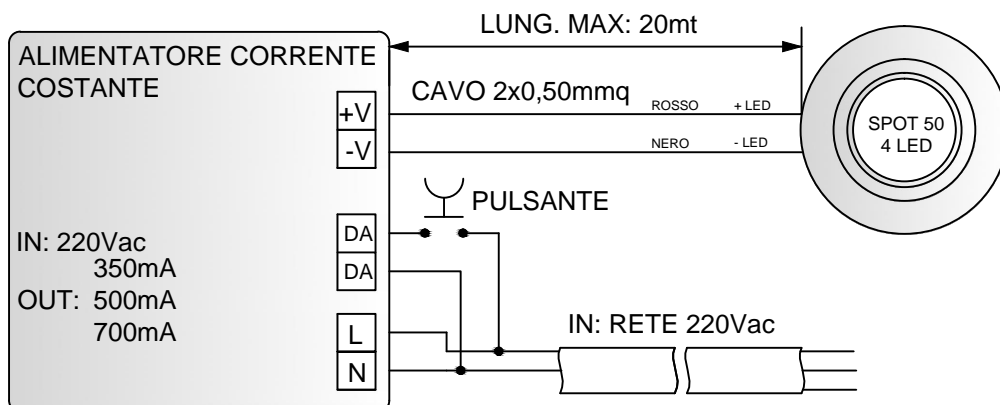 LUNG. MAX: 20mt
ALIMENTATORE CORRENTE
COSTANTE
CAVO 2x0,50mmq
ROSSO + LED
+V
NERO - LED
-V
SPOT 50
4 LED
PULSANTE
DA
DA
IN: 220Vac
350mA
OUT: 500mA
700mA
L
N
IN: RETE 220Vac